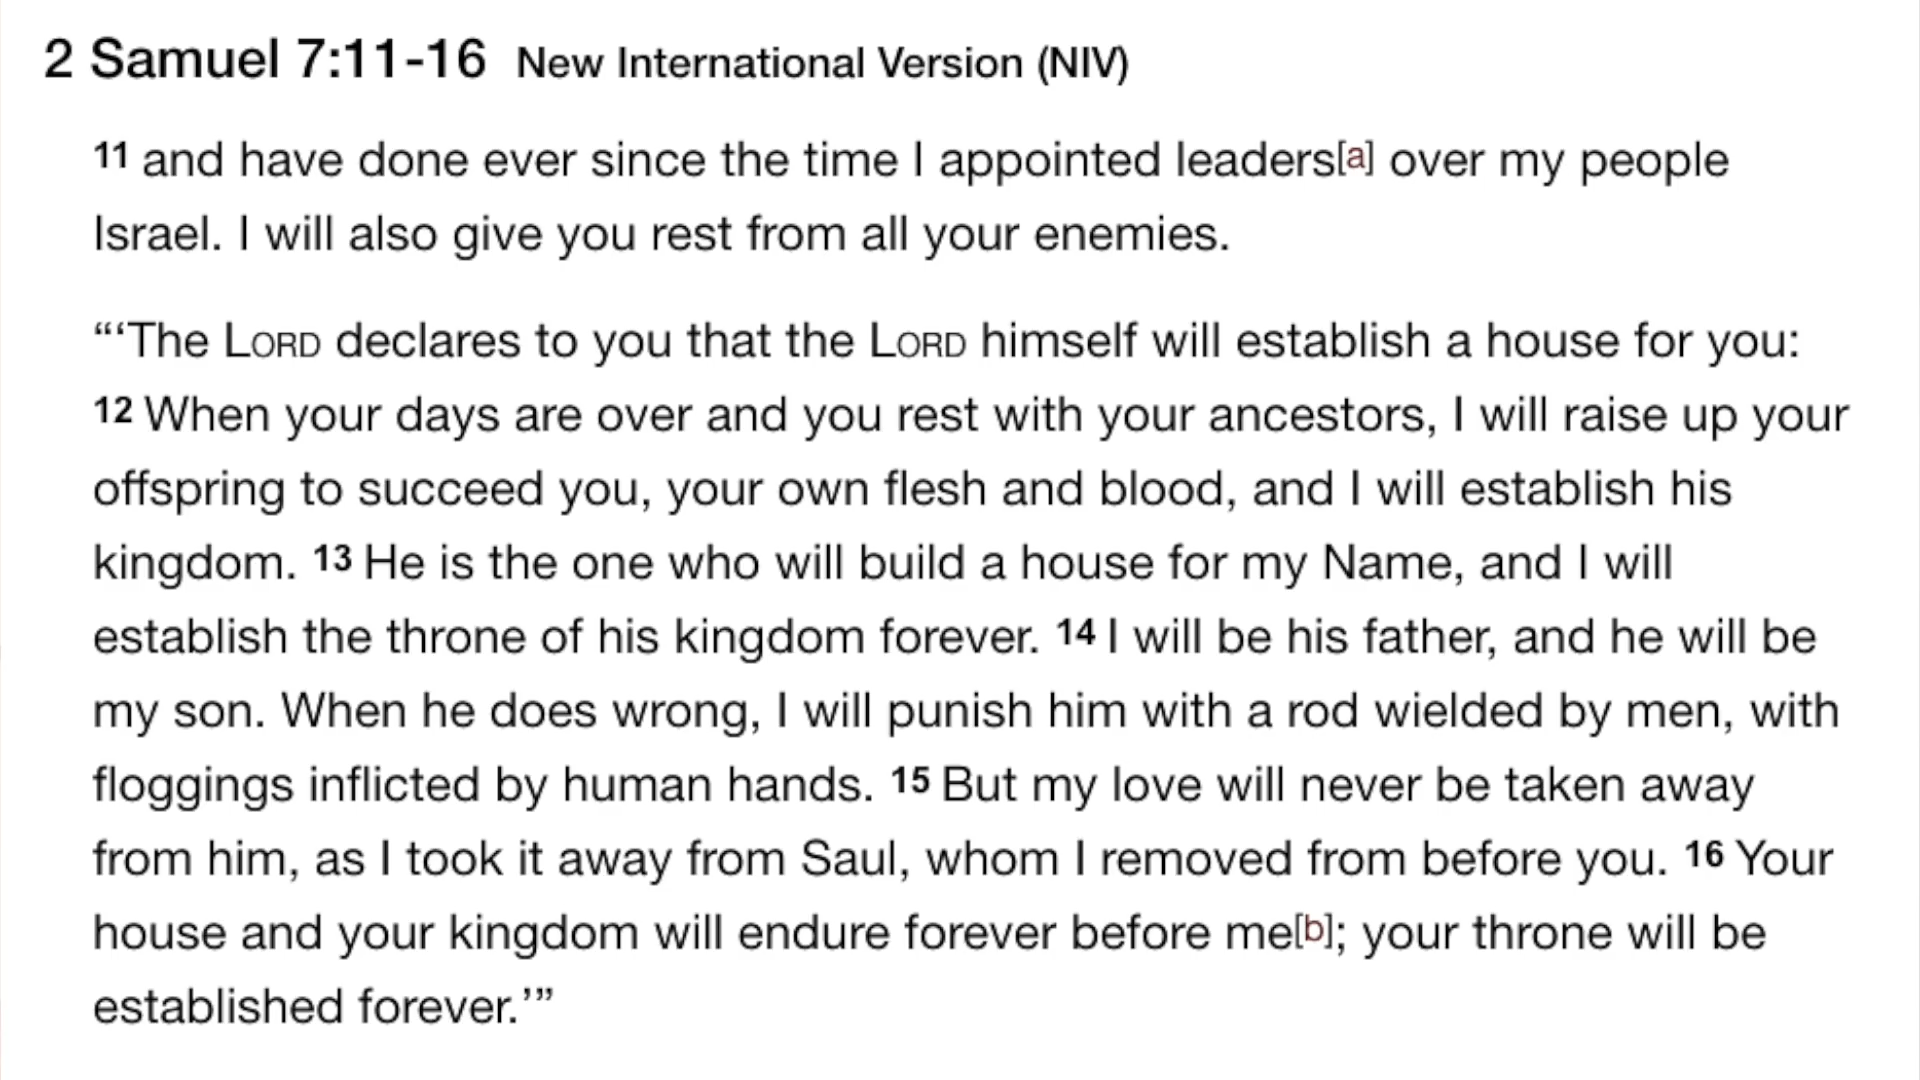 2 Samuel 7:11-16 New International Version (NIV)
11 and have done ever since the time I appointed leaders[a] over my people
Israel. I will also give you rest from all your enemies.
“‘The LORD declares to you that the LORD himself will establish a house for you:
12 When your days are over and you rest with your ancestors, I will raise up your
offspring to succeed you, your own flesh and blood, and I will establish his
kingdom. 13 He is the one who will build a house for my Name, and I will
establish the throne of his kingdom forever. 14 I will be his father, and he will be
my son. When he does wrong, I will punish him with a rod wielded by men, with
floggings inflicted by human hands. 15 But my love will never be taken away
from him, as I took it away from Saul, whom I removed from before you. 16 Your
house and your kingdom will endure forever before me[b]; your throne will be
established forever.’”